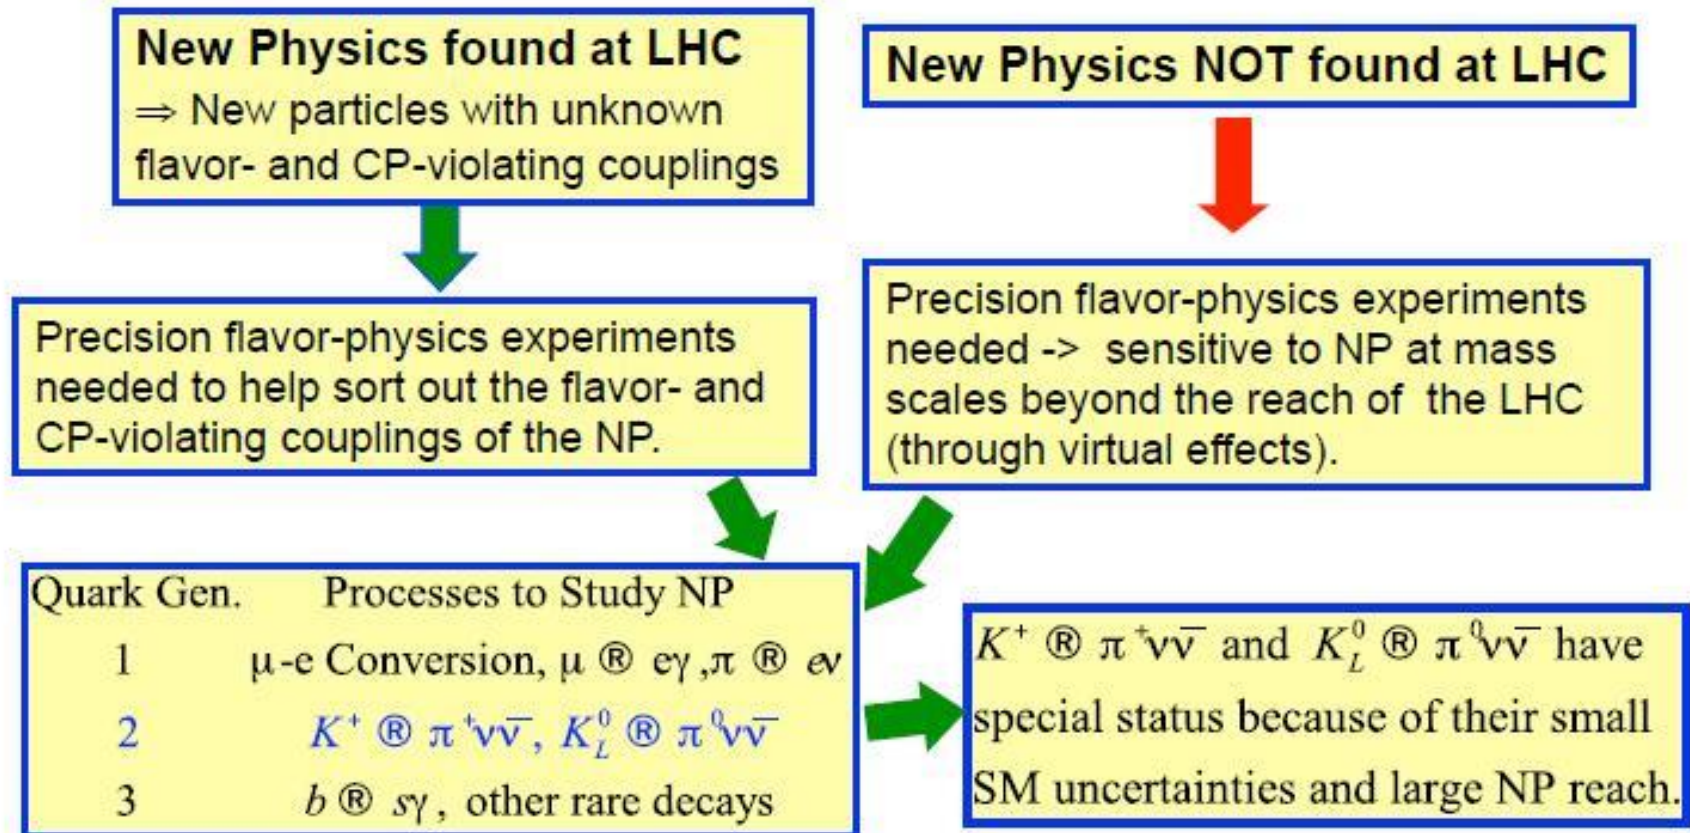 New Physics found at LHC
⇒ New particles with unknown
flavor- and CP-violating couplings
New Physics NOT found at LHC
Precision flavor-physics experiments
needed to help sort out the flavor- and
CP-violating couplings of the NP.
Precision flavor-physics experiments
needed -> sensitive to NP at mass
scales beyond the reach of the LHC
(through virtual effects).
Quark Gen. Processes to Study NP
1 μ-e Conversion, μ ® eγ ,π ® eν
2 K⁺ ® π⁺νν̅, K_L⁰ ® π⁰νν̅
3 b ® sγ, other rare decays
K⁺ ® π⁺νν̅ and K_L⁰ ® π⁰νν̅ have
special status because of their small
SM uncertainties and large NP reach.